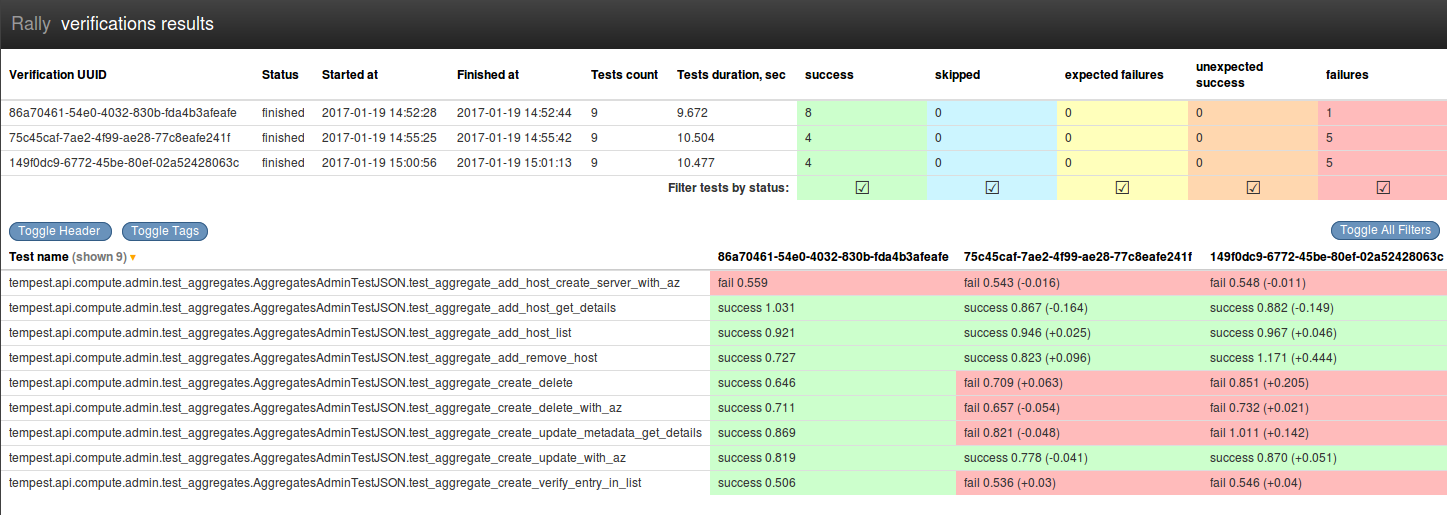 Rally verifications results
Verification UUID Status Started at Finished at Tests count Tests duration, sec success skipped expected failures unexpected success failures
86a70461-54e0-4032-830b-fda4b3afeafe finished 2017-01-19 14:52:28 2017-01-19 14:52:44 9 9.672 8 0 0 0 1
75c45caf-7ae2-4f99-ae28-77c8eafe241f finished 2017-01-19 14:55:25 2017-01-19 14:55:42 9 10.504 4 0 0 0 5
149f0dc9-6772-45be-80ef-02a52428063c finished 2017-01-19 15:00:56 2017-01-19 15:01:13 9 10.477 4 0 0 0 5
Filter tests by status: ☑ ☑ ☑ ☑ ☑
Toggle Header Toggle Tags Toggle All Filters
Test name (shown 9) ▾ 86a70461-54e0-4032-830b-fda4b3afeafe 75c45caf-7ae2-4f99-ae28-77c8eafe241f 149f0dc9-6772-45be-80ef-02a52428063c
tempest.api.compute.admin.test_aggregates.AggregatesAdminTestJSON.test_aggregate_add_host_create_server_with_az fail 0.559 fail 0.543 (-0.016) fail 0.548 (-0.011)
tempest.api.compute.admin.test_aggregates.AggregatesAdminTestJSON.test_aggregate_add_host_get_details success 1.031 success 0.867 (-0.164) success 0.882 (-0.149)
tempest.api.compute.admin.test_aggregates.AggregatesAdminTestJSON.test_aggregate_add_host_list success 0.921 success 0.946 (+0.025) success 0.967 (+0.046)
tempest.api.compute.admin.test_aggregates.AggregatesAdminTestJSON.test_aggregate_add_remove_host success 0.727 success 0.823 (+0.096) success 1.171 (+0.444)
tempest.api.compute.admin.test_aggregates.AggregatesAdminTestJSON.test_aggregate_create_delete success 0.646 fail 0.709 (+0.063) fail 0.851 (+0.205)
tempest.api.compute.admin.test_aggregates.AggregatesAdminTestJSON.test_aggregate_create_delete_with_az success 0.711 fail 0.657 (-0.054) fail 0.732 (+0.021)
tempest.api.compute.admin.test_aggregates.AggregatesAdminTestJSON.test_aggregate_create_update_metadata_get_details success 0.869 fail 0.821 (-0.048) fail 1.011 (+0.142)
tempest.api.compute.admin.test_aggregates.AggregatesAdminTestJSON.test_aggregate_create_update_with_az success 0.819 success 0.778 (-0.041) success 0.870 (+0.051)
tempest.api.compute.admin.test_aggregates.AggregatesAdminTestJSON.test_aggregate_create_verify_entry_in_list success 0.506 fail 0.536 (+0.03) fail 0.546 (+0.04)